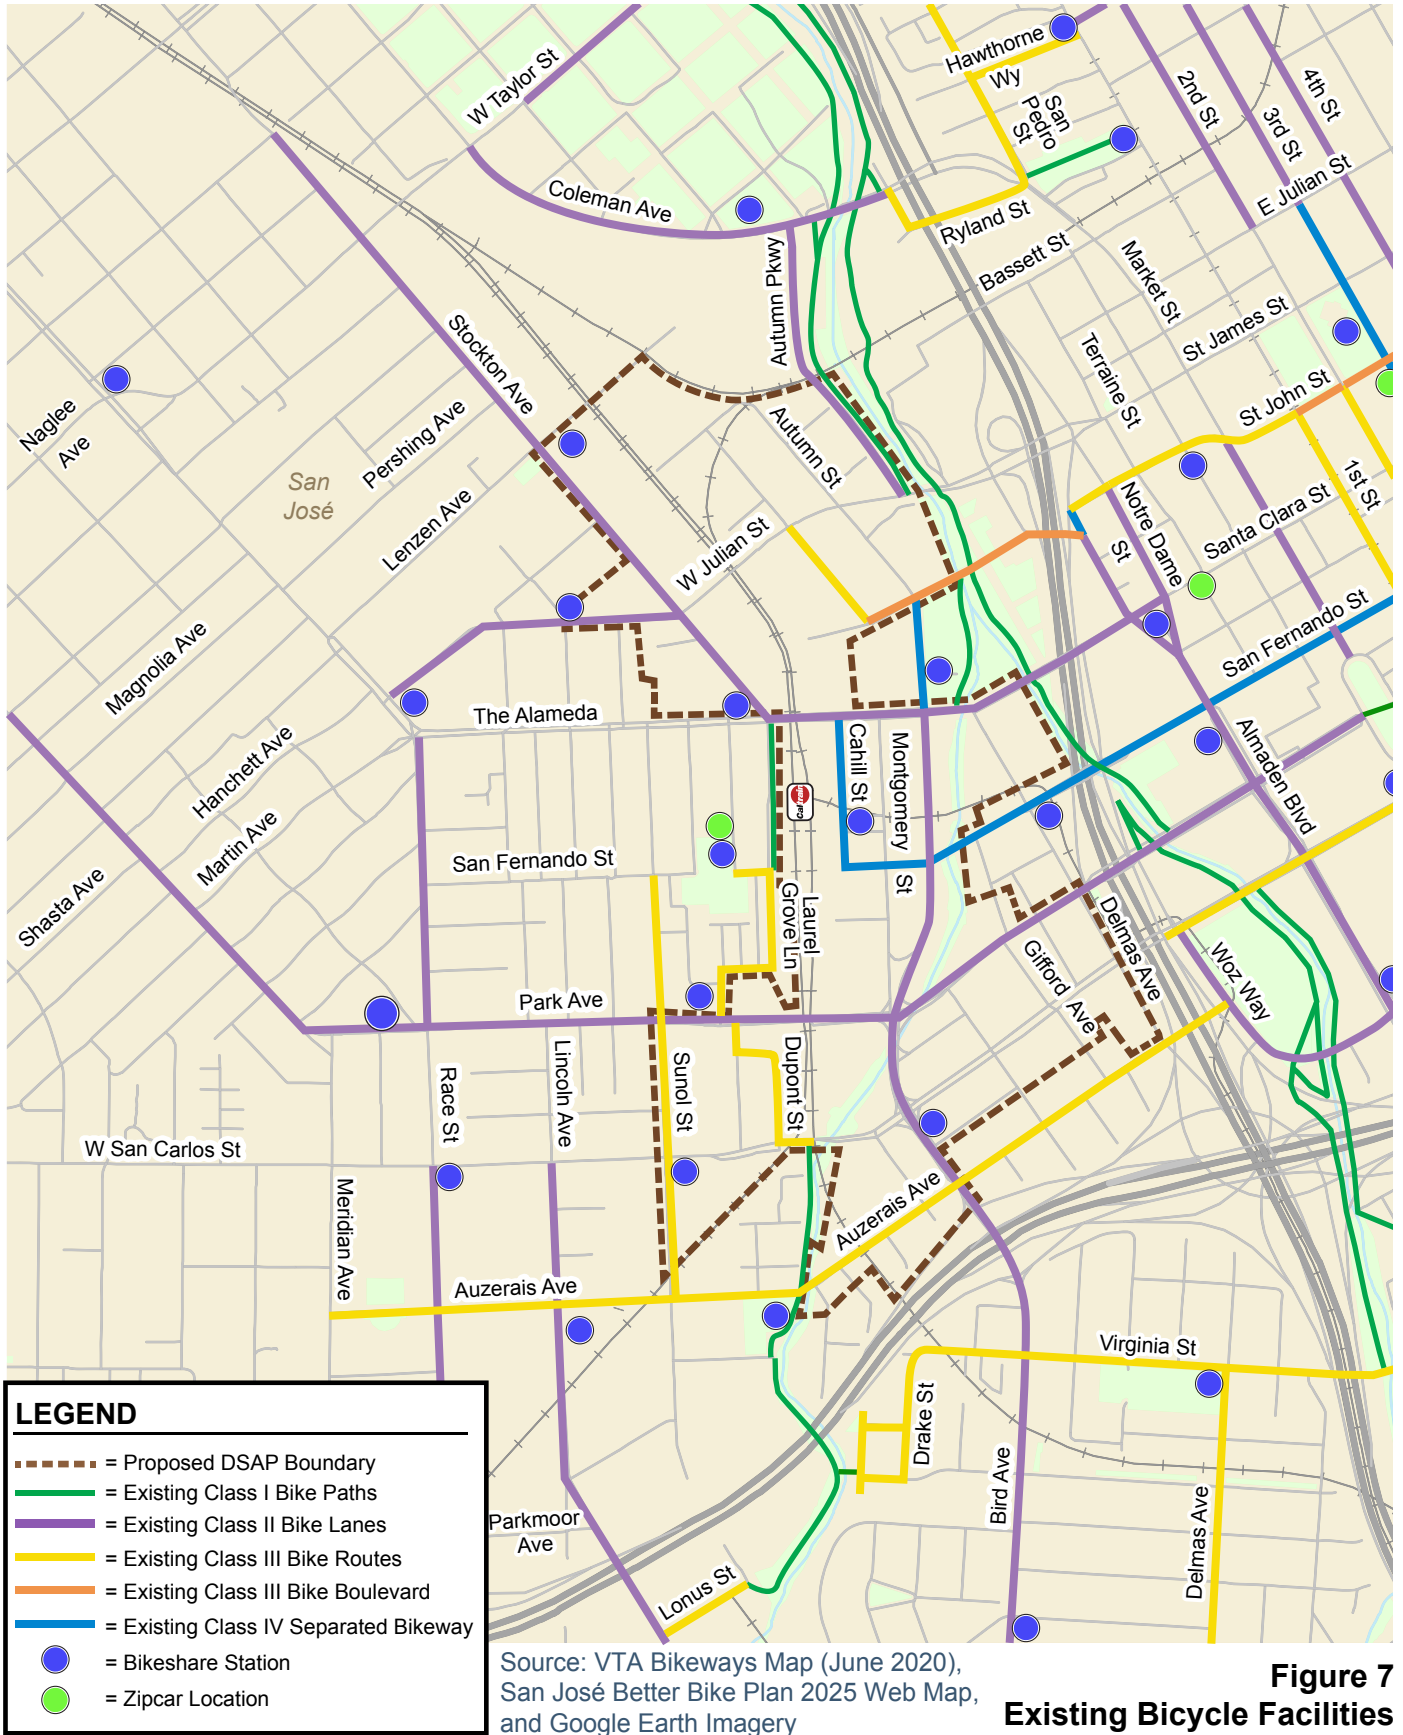 Hawthorne
Wy
W Taylor St
San
Pedro
St
2nd St
3rd St
4th St
E Julian St
Coleman Ave
Ryland St
Bassett St
Autumn Pkwy
Market St
St James St
Stockton Ave
Terraine St
St John St
Naglee
Ave
Pershing Ave
Autumn St
San
José
Lenzen Ave
Notre Dame
St
1st St
Santa Clara St
W Julian St
San Fernando St
Magnolia Ave
The Alameda
Cahill St
Montgomery
St
Almaden Blvd
Hanchett Ave
Martin Ave
San Fernando St
Shasta Ave
Laurel
Grove Ln
Delmas Ave
Gifford Ave
Woz Way
Park Ave
Dupont St
Sunol St
Lincoln Ave
Race St
W San Carlos St
Meridian Ave
Auzerais Ave
Auzerais Ave
Virginia St
Drake St
Bird Ave
Delmas Ave
Parkmoor
Ave
Lonus St
LEGEND
= Proposed DSAP Boundary
= Existing Class I Bike Paths
= Existing Class II Bike Lanes
= Existing Class III Bike Routes
= Existing Class III Bike Boulevard
= Existing Class IV Separated Bikeway
= Bikeshare Station
= Zipcar Location
Source: VTA Bikeways Map (June 2020),
San José Better Bike Plan 2025 Web Map,
and Google Earth Imagery
Figure 7
Existing Bicycle Facilities